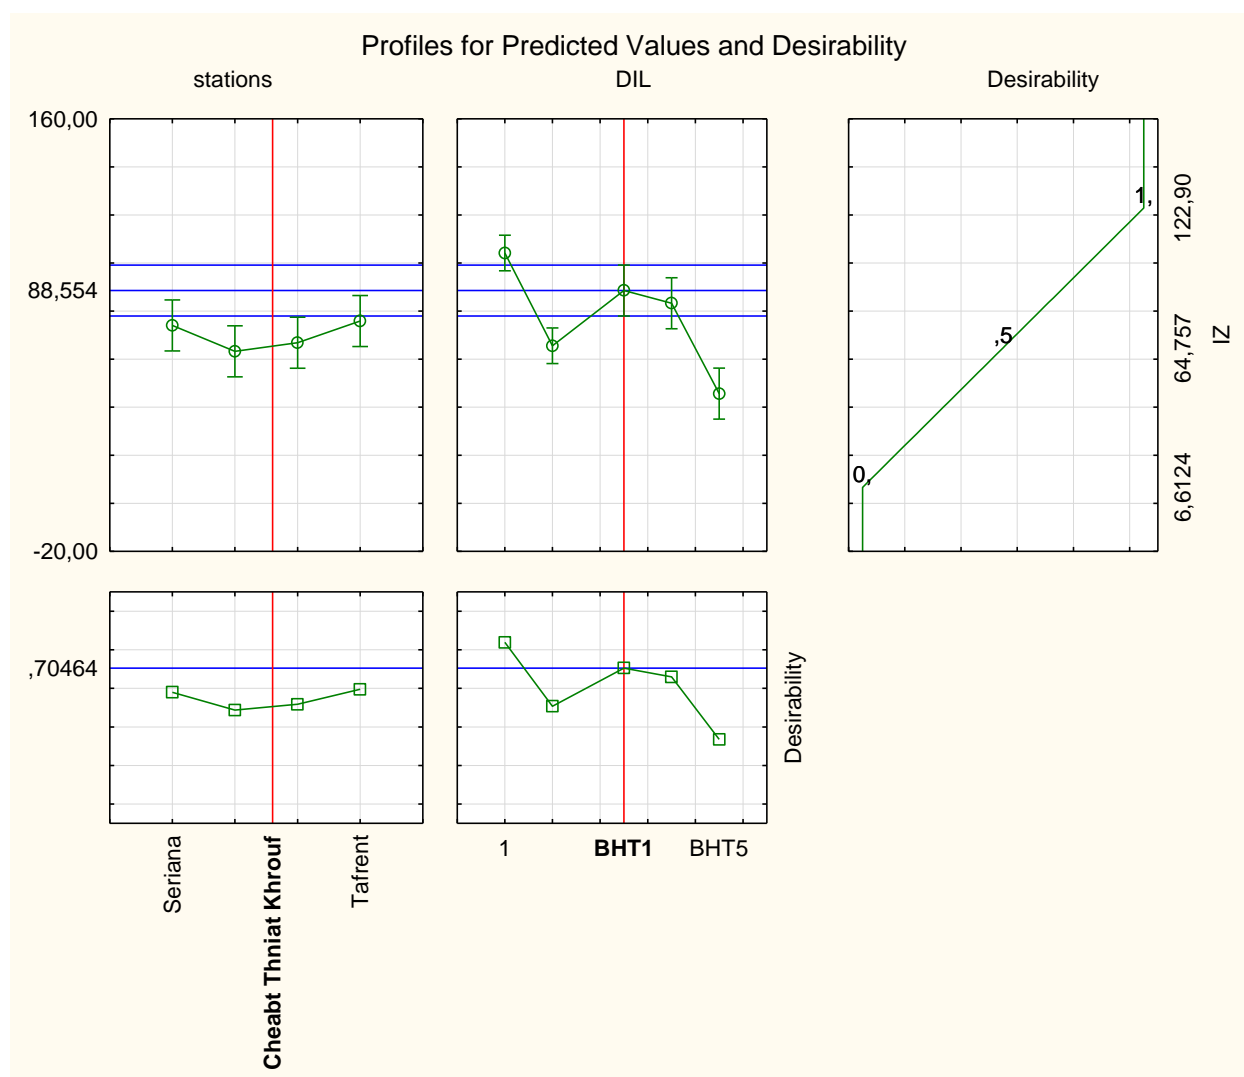 Profiles for Predicted Values and Desirability
stations
DIL
Desirability
160,00
88,554
-20,00
1,
,5
0,
122,90
64,757
6,6124
IZ
,70464
Desirability
Seriana
Cheabt Thniat Khrouf
Tafrent
1
BHT1
BHT5